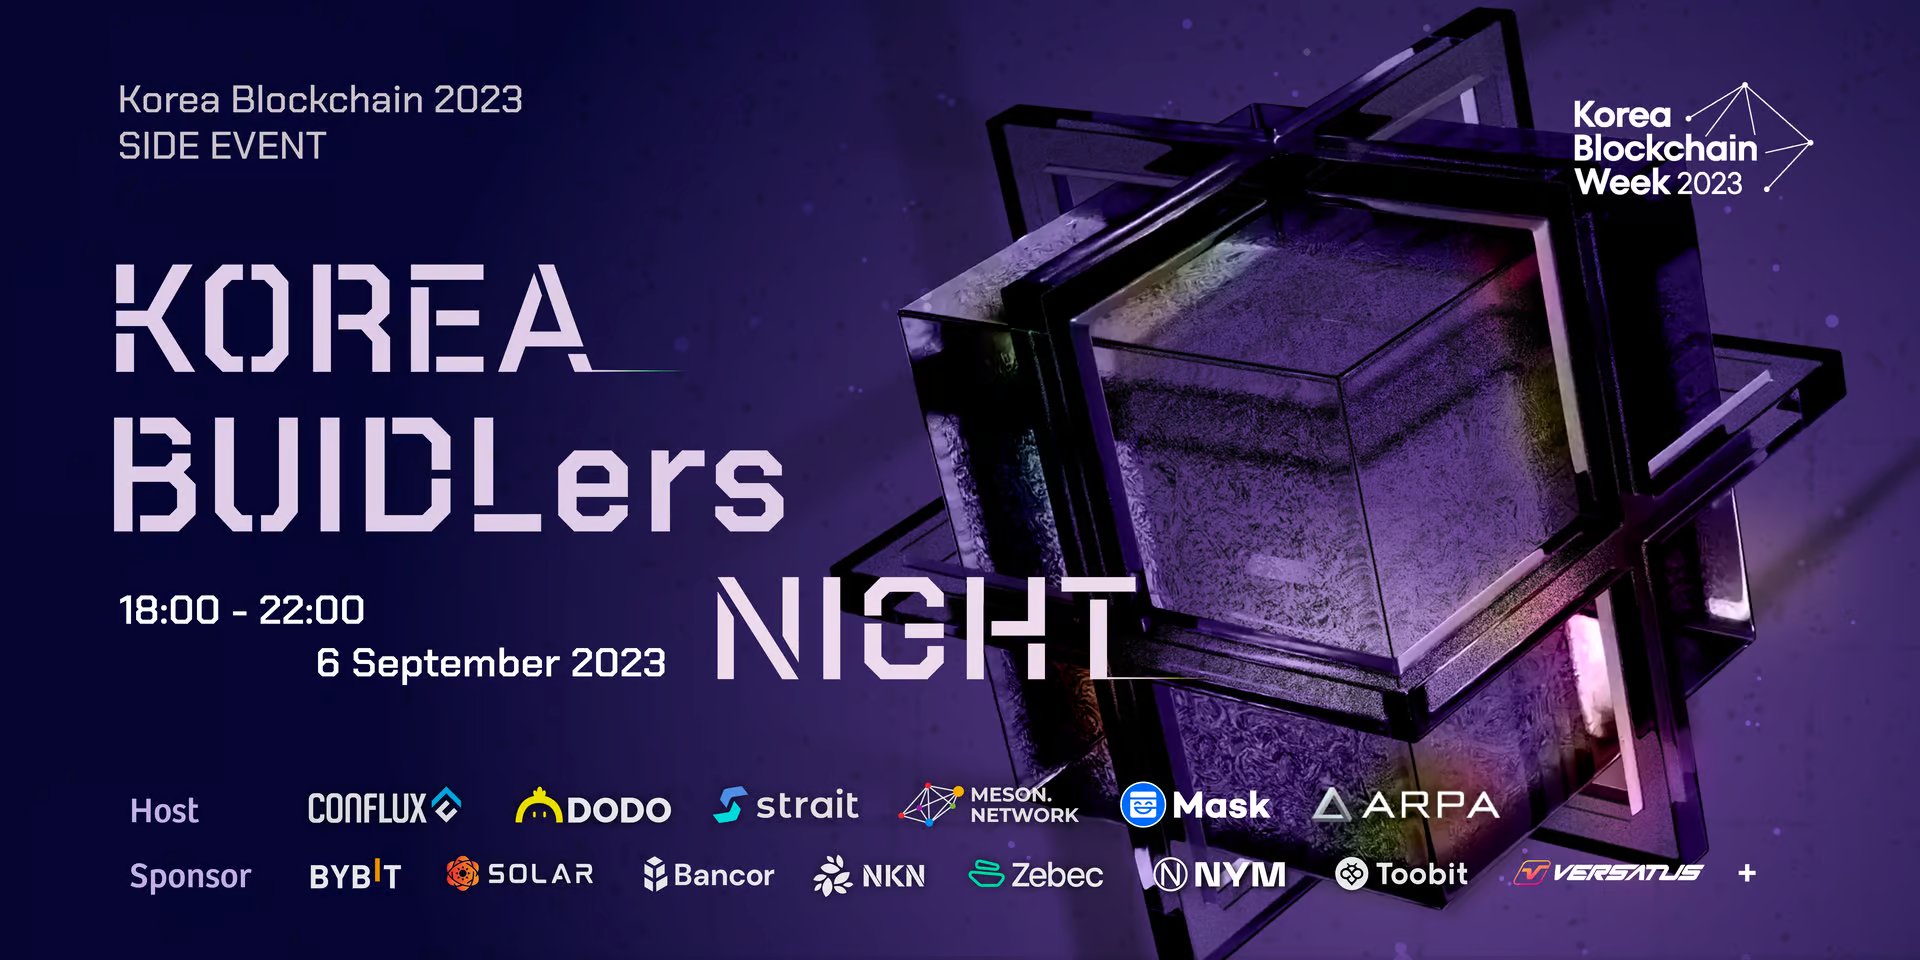 Korea Blockchain 2023
SIDE EVENT
Korea
Blockchain
Week 2023
KOREA
BUIDLers
NIGHT
18:00 - 22:00
6 September 2023
Host
CONFLUX
DODO
strait
MESON.
NETWORK
Mask
ARPA
Sponsor
BYBIT
SOLAR
Bancor
NKN
Zebec
NYM
Toobit
VERSATUS
+